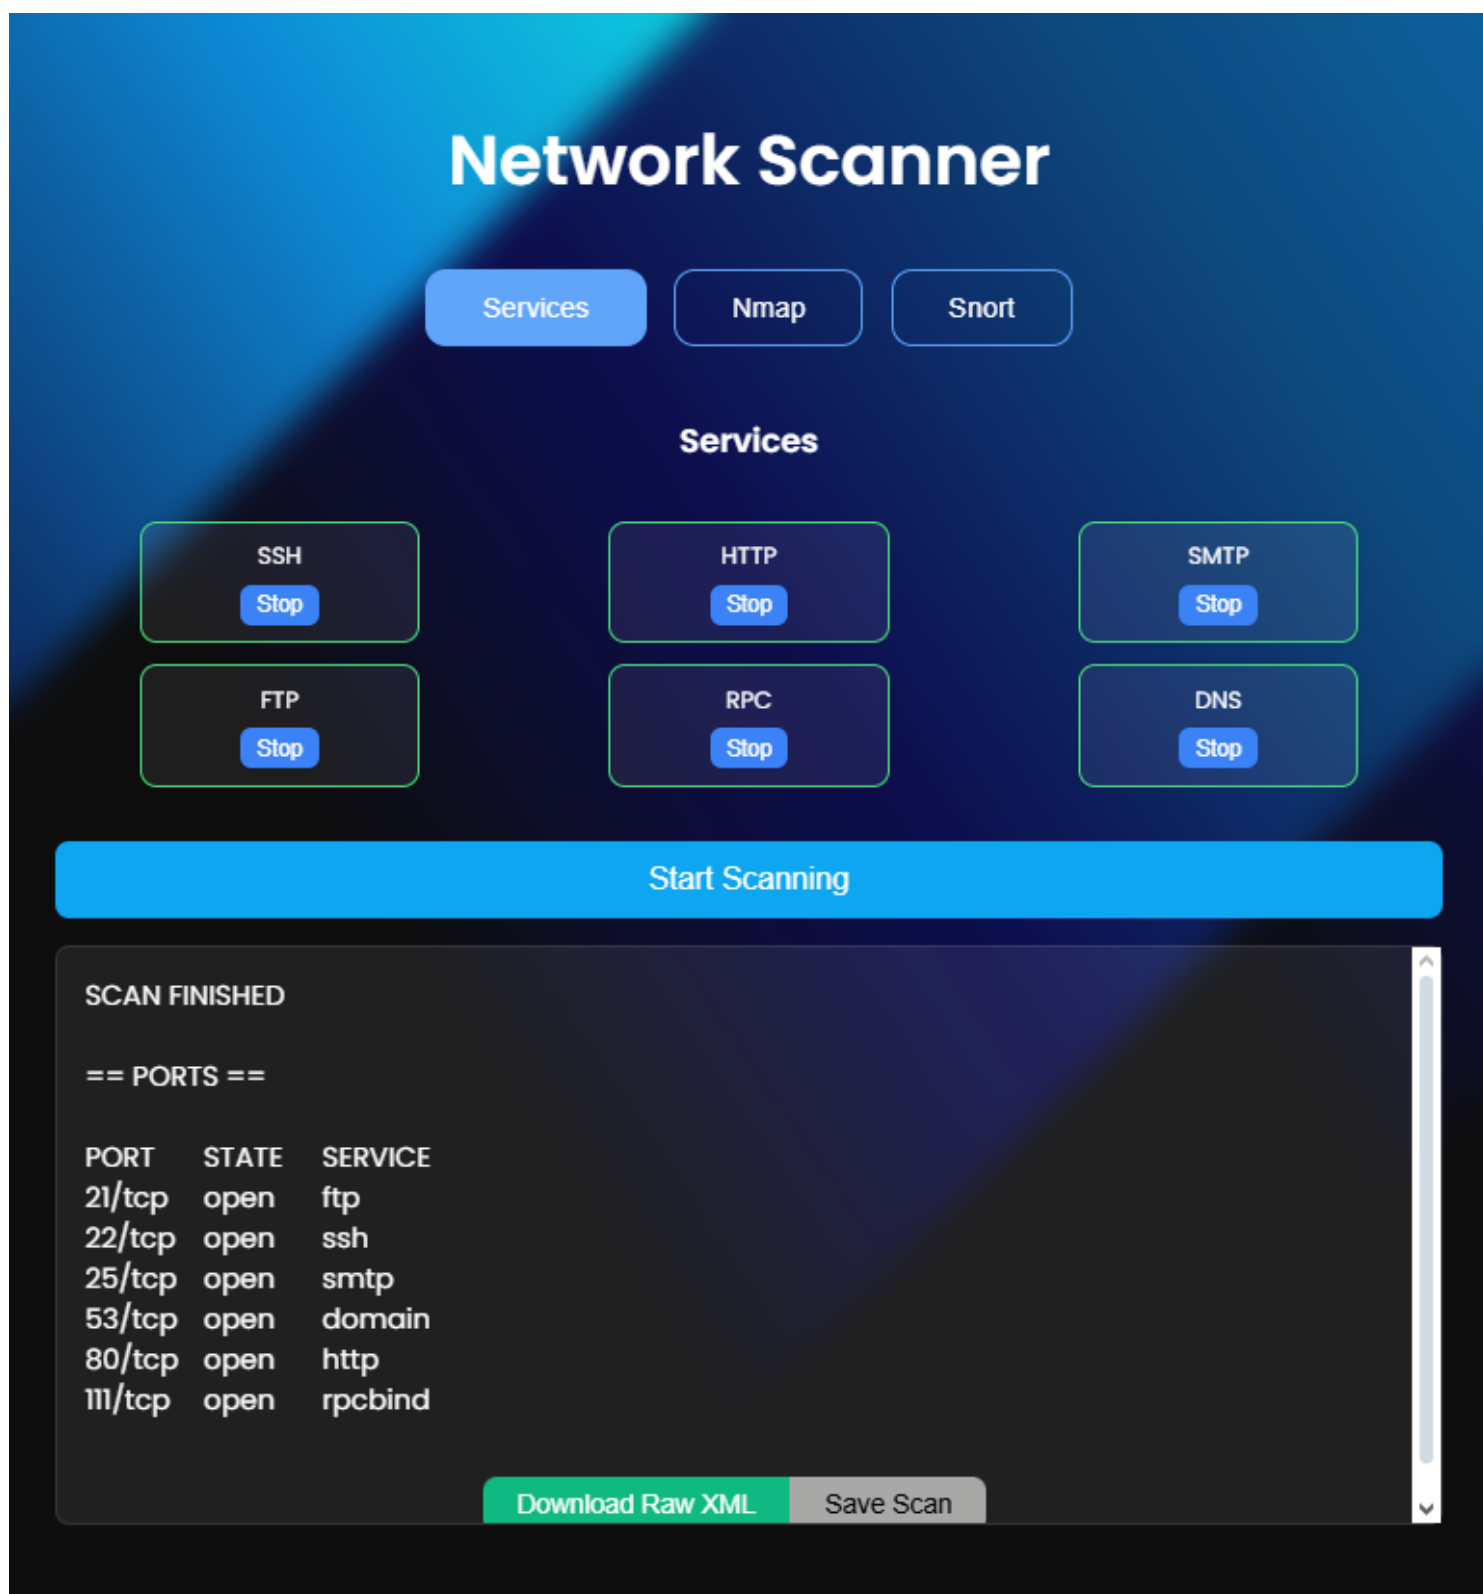 Network Scanner
Services Nmap Snort
Services
SSH HTTP SMTP
Stop Stop Stop
FTP RPC DNS
Stop Stop Stop
Start Scanning
SCAN FINISHED
== PORTS ==
PORT STATE SERVICE
21/tcp open ftp
22/tcp open ssh
25/tcp open smtp
53/tcp open domain
80/tcp open http
111/tcp open rpcbind
Download Raw XML Save Scan